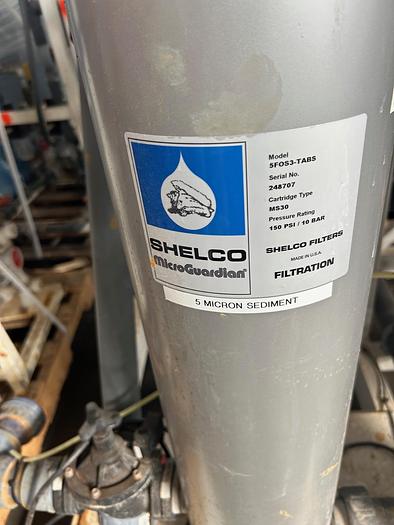 Model
5FOS3-TABS
Serial No.
248707
Cartridge Type
MS30
Pressure Rating
150 PSI / 10 BAR
SHELCO FILTERS
MADE IN U.S.A.
FILTRATION
SHELCO
MicroGuardian®
5 MICRON SEDIMENT